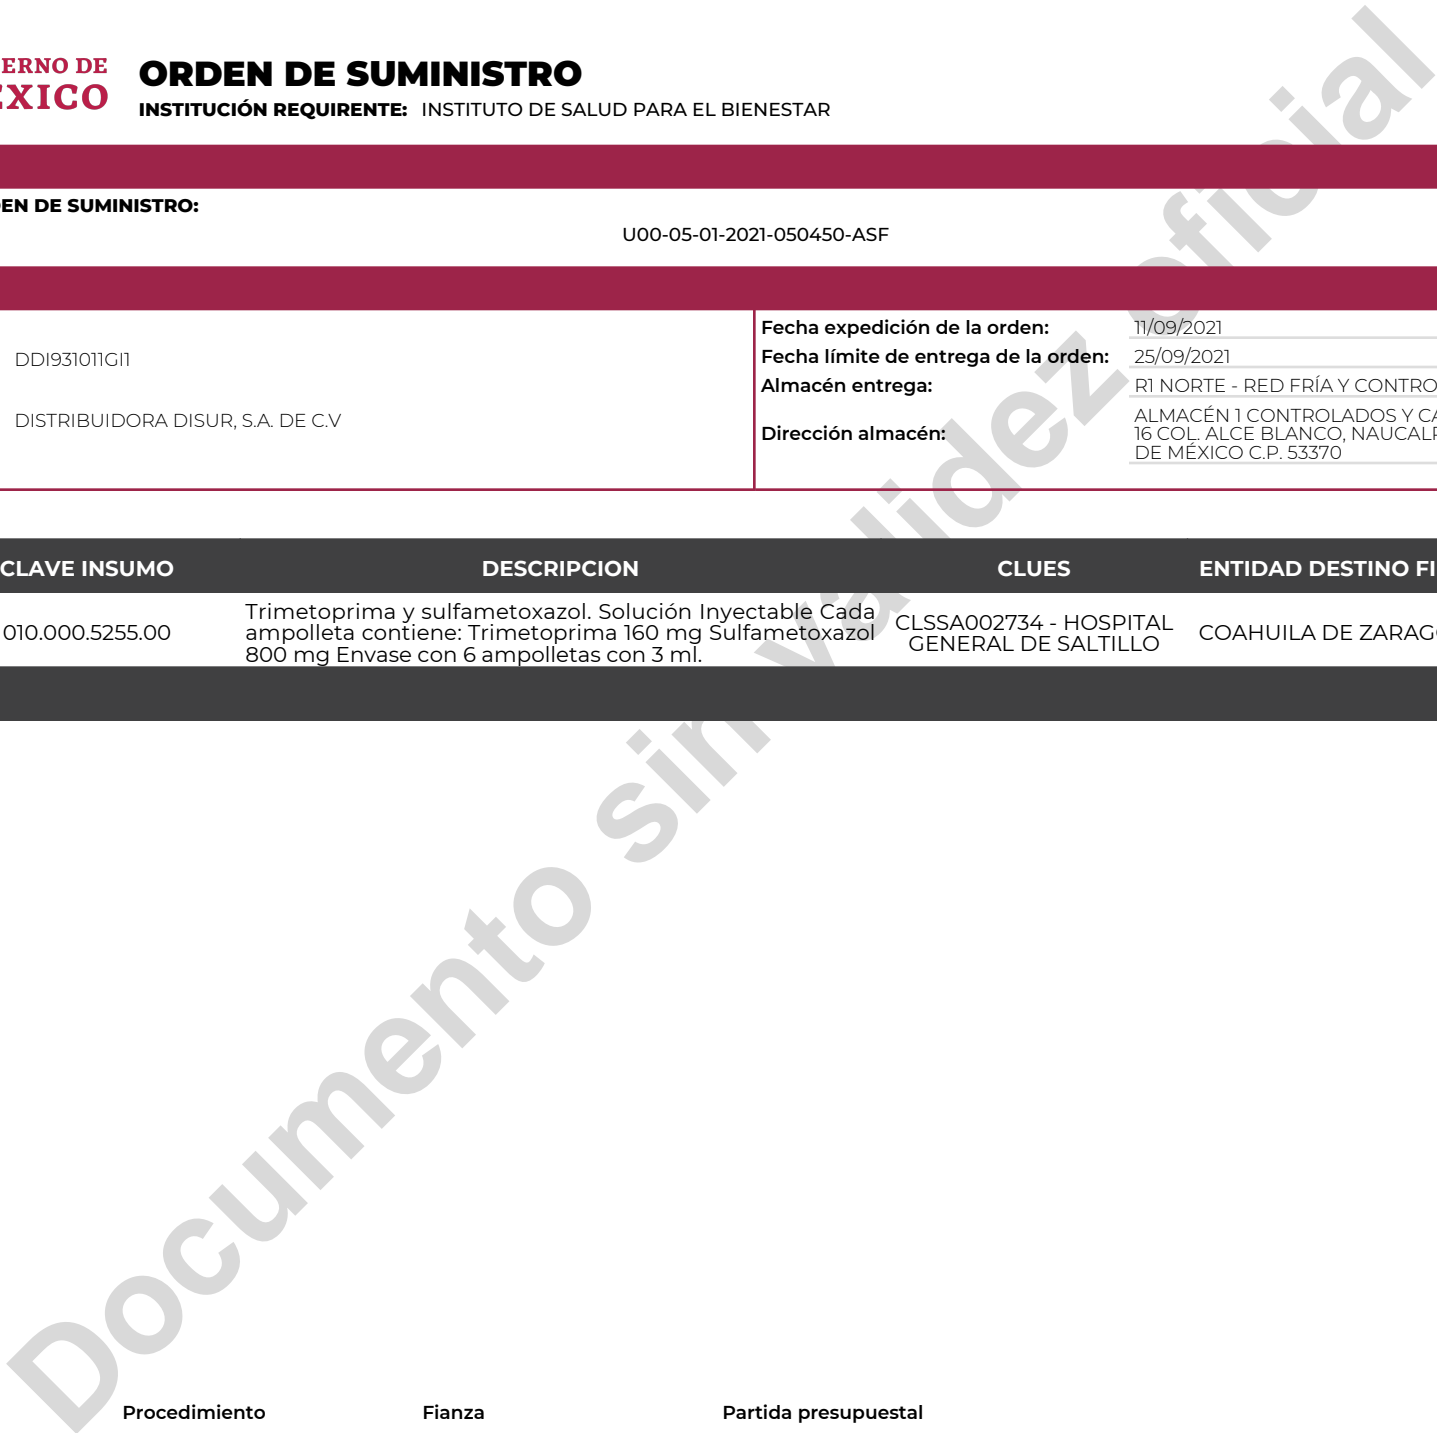 ERNO DE
EXICO
ORDEN DE SUMINISTRO
INSTITUCIÓN REQUIRENTE: INSTITUTO DE SALUD PARA EL BIENESTAR
EN DE SUMINISTRO:
U00-05-01-2021-050450-ASF
DDI931011GI1
DISTRIBUIDORA DISUR, S.A. DE C.V
Fecha expedición de la orden: 11/09/2021
Fecha límite de entrega de la orden: 25/09/2021
Almacén entrega: R1 NORTE - RED FRÍA Y CONTRO
Dirección almacén: ALMACÉN 1 CONTROLADOS Y CA
16 COL. ALCE BLANCO, NAUCALP
DE MÉXICO C.P. 53370
CLAVE INSUMO DESCRIPCION CLUES ENTIDAD DESTINO FI
010.000.5255.00
Trimetoprima y sulfametoxazol. Solución Inyectable Cada
ampolleta contiene: Trimetoprima 160 mg Sulfametoxazol
800 mg Envase con 6 ampolletas con 3 ml.
CLSSA002734 - HOSPITAL
GENERAL DE SALTILLO
COAHUILA DE ZARAG
Documento sin validez oficial
Procedimiento Fianza Partida presupuestal